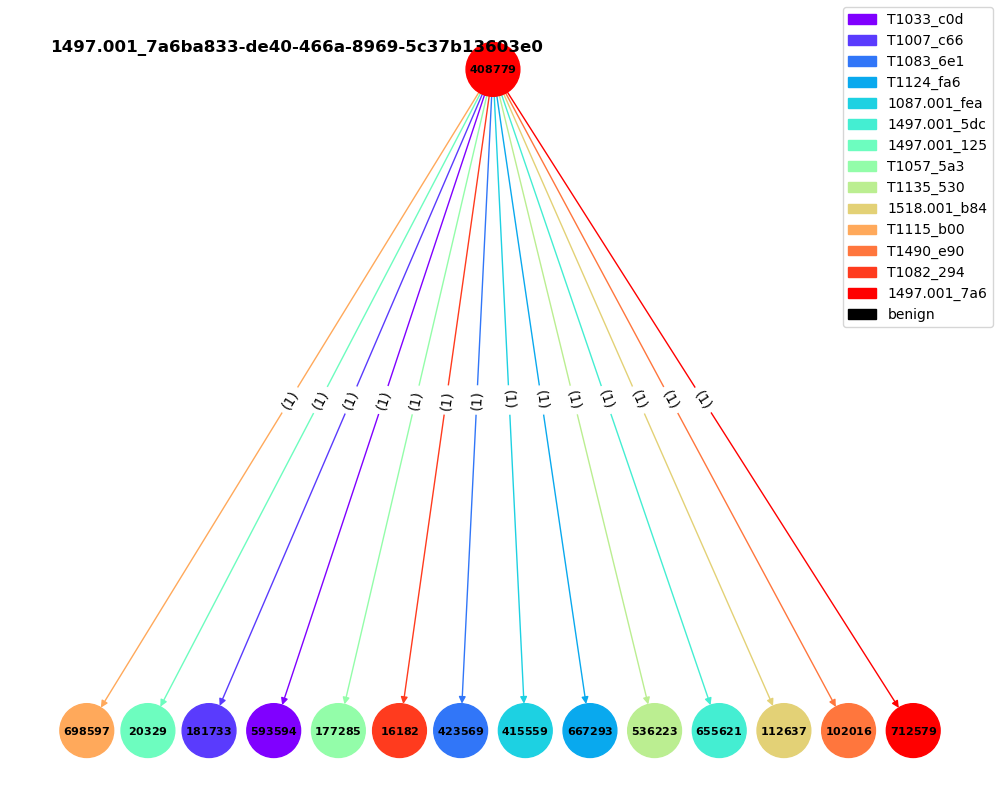 1497.001_7a6ba833-de40-466a-8969-5c37b13603e0
408779
T1033_c0d
T1007_c66
T1083_6e1
T1124_fa6
1087.001_fea
1497.001_5dc
1497.001_125
T1057_5a3
T1135_530
1518.001_b84
T1115_b00
T1490_e90
T1082_294
1497.001_7a6
benign
(1) (1) (1) (1) (1) (1) (1) (1) (1) (1) (1) (1) (1) (1)
698597 20329 181733 593594 177285 16182 423569 415559 667293 536223 655621 112637 102016 712579